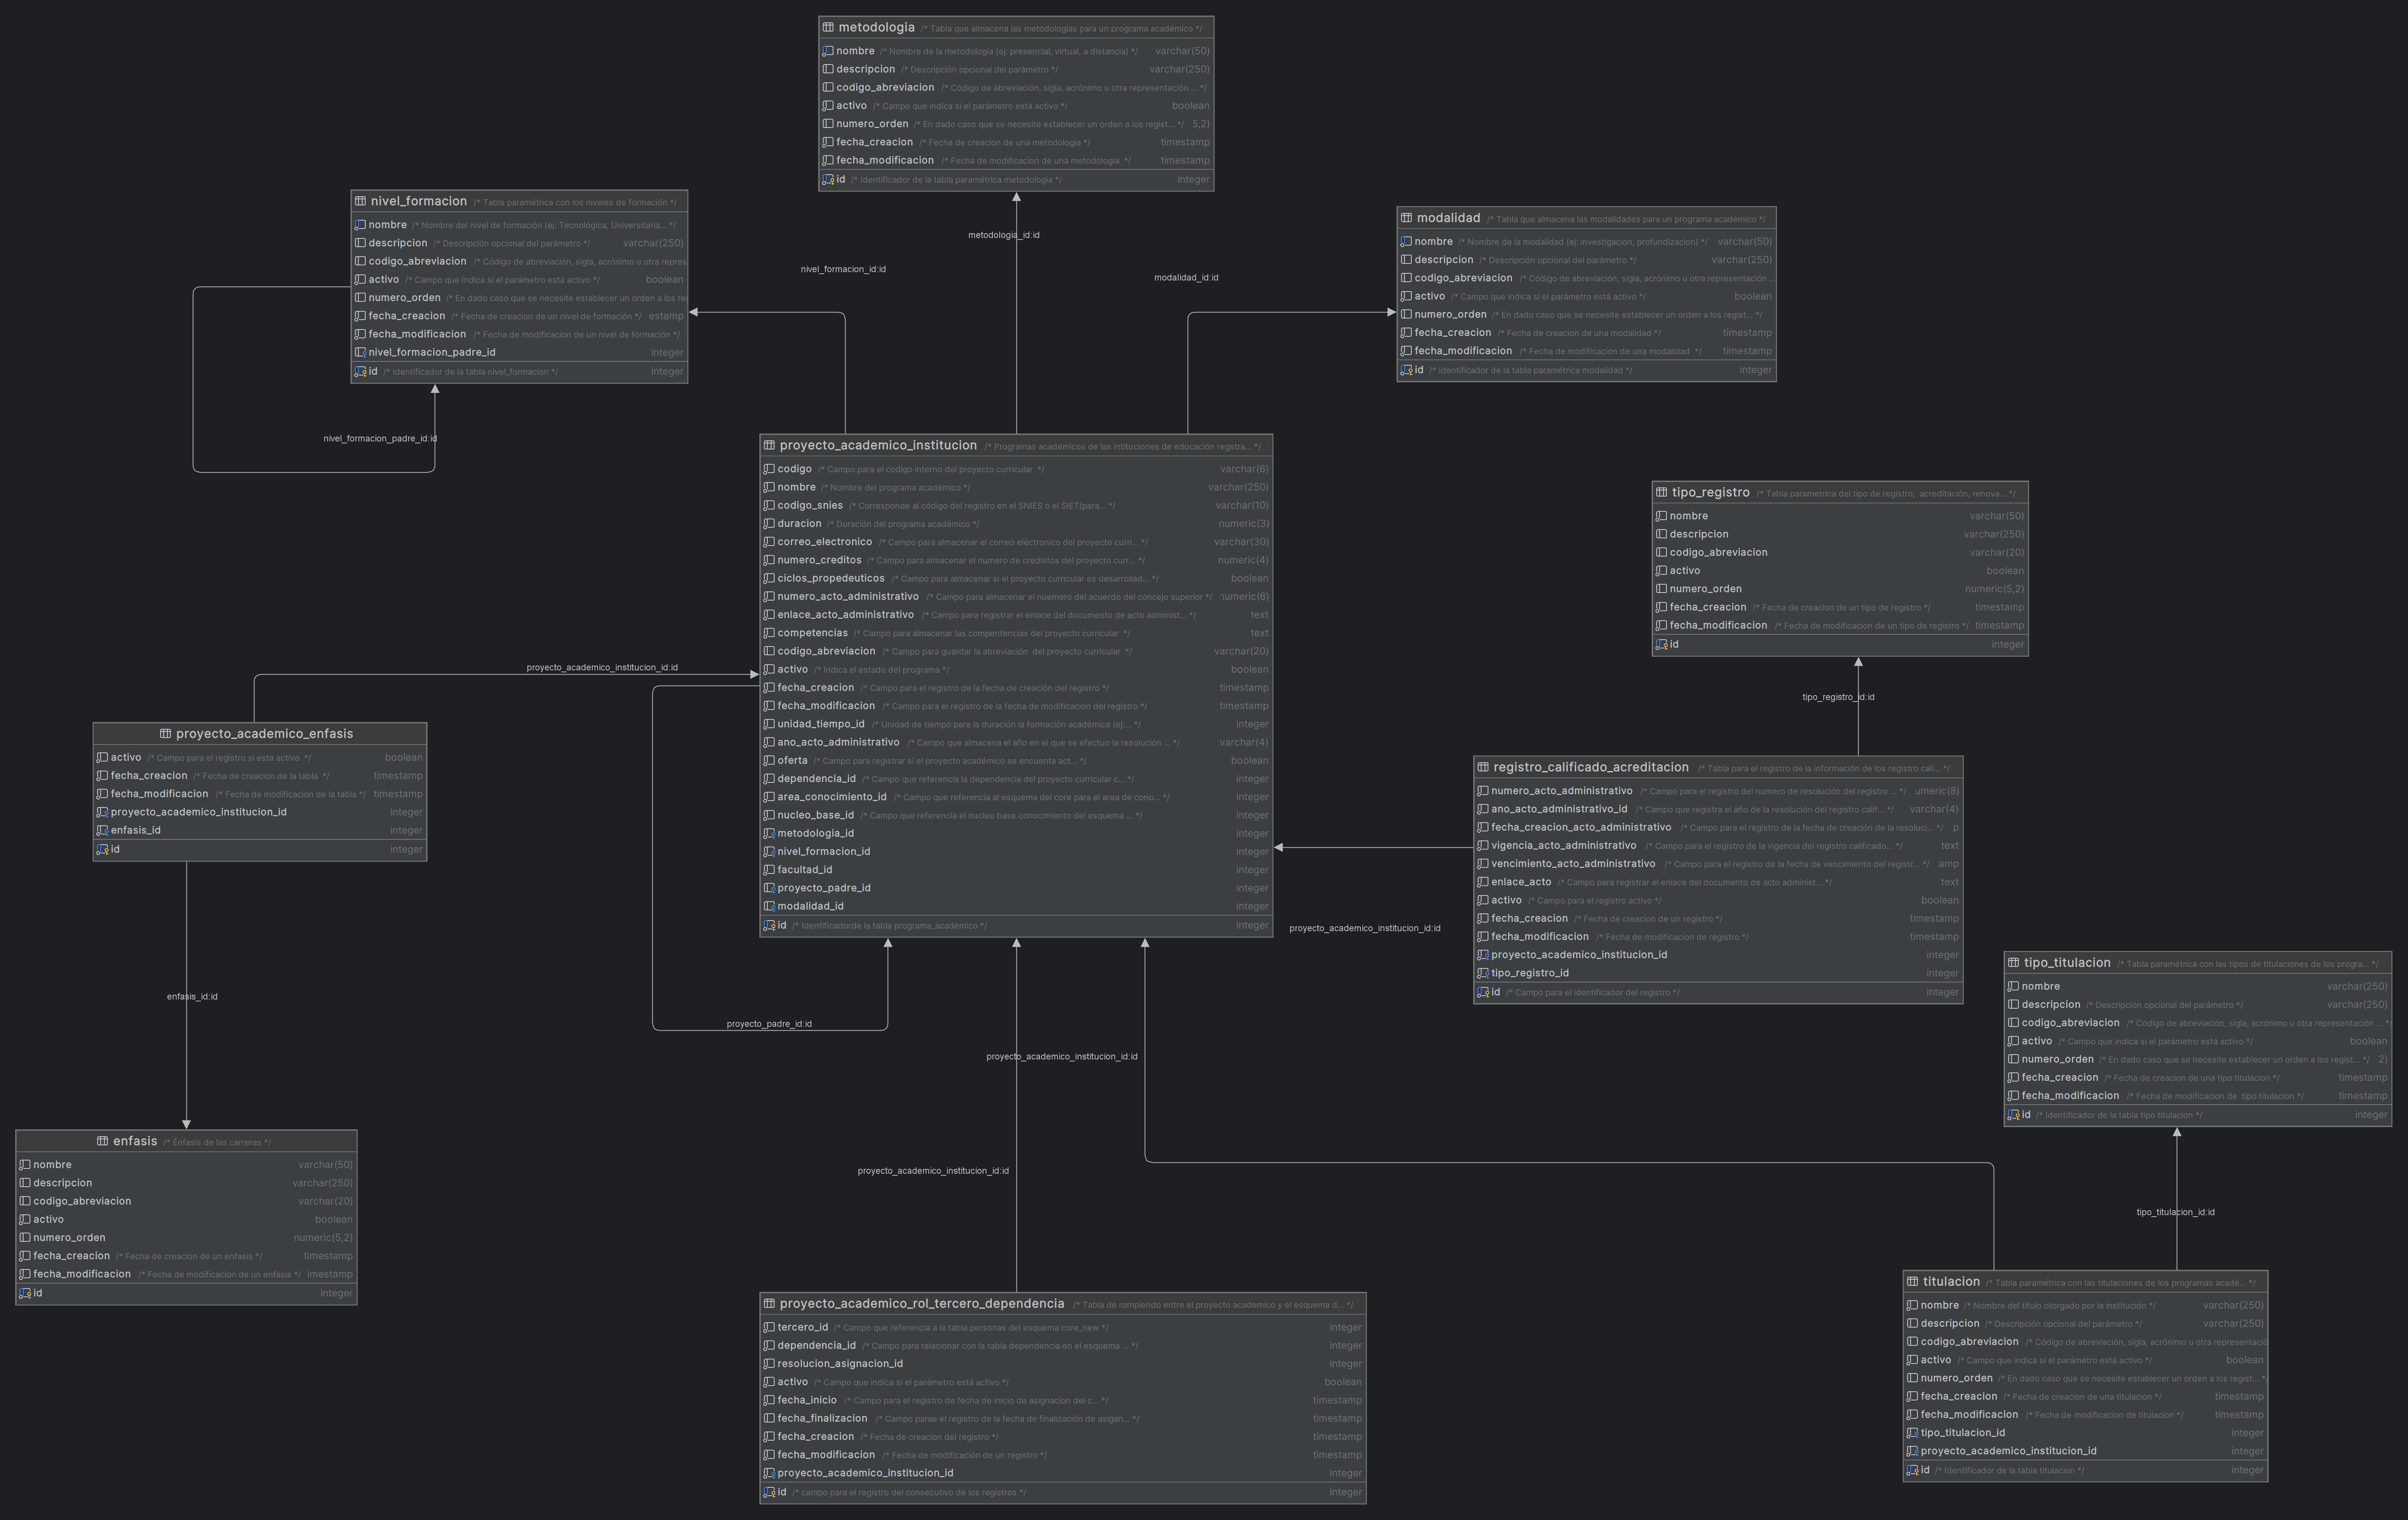 metodologia /* Tabla que almacena las metodologías para un programa académico */
nombre /* Nombre de la metodología (ej: presencial, virtual, a distancia) */ varchar(50)
descripcion /* Descripción opcional del parámetro */ varchar(250)
codigo_abreviacion /* Código de abreviación, sigla, acrónimo u otra representación ... */
activo /* Campo que indica si el parámetro está activo */ boolean
numero_orden /* En dado caso que se necesite establecer un orden a los regist... */ 5,2)
fecha_creacion /* Fecha de creacion de una metodologia */ timestamp
fecha_modificacion /* Fecha de modificacion de una metodologia */ timestamp
id /* Identificador de la tabla paramétrica metodologia */ integer
nivel_formacion /* Tabla paramétrica con los niveles de formación */
nombre /* Nombre del nivel de formación (ej: Tecnológica, Universitaria... */
descripcion /* Descripción opcional del parámetro */ varchar(250)
codigo_abreviacion /* Código de abreviación, sigla, acrónimo u otra repres
activo /* Campo que indica si el parámetro está activo */ boolean
numero_orden /* En dado caso que se necesite establecer un orden a los reg
fecha_creacion /* Fecha de creacion de un nivel de formación */ estamp
fecha_modificacion /* Fecha de modificacion de un nivel de formación */
nivel_formacion_padre_id integer
id /* Identificador de la tabla nivel_formacion */ integer
modalidad /* Tabla que almacena las modalidades para un programa académico */
nombre /* Nombre de la modalidad (ej: investigacion, profundizacion) */ varchar(50)
descripcion /* Descripción opcional del parámetro */ varchar(250)
codigo_abreviacion /* Código de abreviación, sigla, acrónimo u otra representación ...
activo /* Campo que indica si el parámetro está activo */ boolean
numero_orden /* En dado caso que se necesite establecer un orden a los regist... */
fecha_creacion /* Fecha de creacion de una modalidad */ timestamp
fecha_modificacion /* Fecha de modificacion de una modalidad */ timestamp
id /* Identificador de la tabla paramétrica modalidad */ integer
metodologia_id:id
nivel_formacion_id:id
modalidad_id:id
nivel_formacion_padre_id:id
proyecto_academico_institucion /* Programas académicos de las intituciones de educación registra... */
codigo /* Campo para el codigo interno del proyecto curricular */ varchar(6)
nombre /* Nombre del programa académico */ varchar(250)
codigo_snies /* Corresponde al código del registro en el SNIES o el SIET(para... */ varchar(10)
duracion /* Duración del programa académico */ numeric(3)
correo_electronico /* Campo para almacenar el correo eléctronico del proyecto curri... */ varchar(30)
numero_creditos /* Campo para almacenar el numero de credistos del proyecto curr... */ numeric(4)
ciclos_propedeuticos /* Campo para almacenar si el proyecto curricular es desarrollad... */ boolean
numero_acto_administrativo /* Campo para almacenar el nuemero del acuerdo del concejo superior */ numeric(6)
enlace_acto_administrativo /* Campo para registrar el enlace del documento de acto administ... */ text
competencias /* Campo para almacenar las compentencias del proyecto curricular */ text
codigo_abreviacion /* Campo para guardar la abreviación del proyecto curricular */ varchar(20)
activo /* Indica el estado del programa */ boolean
fecha_creacion /* Campo para el registro de la fecha de creación del registro */ timestamp
fecha_modificacion /* Campo para el registro de la fecha de modificacion del registro */ timestamp
unidad_tiempo_id /* Unidad de tiempo para la duración la formación académica (ej:... */ integer
ano_acto_administrativo /* Campo que almacena el año en el que se efectuo la resolución ... */ varchar(4)
oferta /* Campo para registrar si el proyecto académico se encuenta act... */ boolean
dependencia_id /* Campo que referencia la dependencia del proyecto curricular c... */ integer
area_conocimiento_id /* Campo que referencia al esquema del core para el area de cono... */ integer
nucleo_base_id /* Campo que referencia el nucleo base conocimiento del esquema ... */ integer
metodologia_id integer
nivel_formacion_id integer
facultad_id integer
proyecto_padre_id integer
modalidad_id integer
id /* Identificadorde la tabla programa_academico */ integer
tipo_registro /* Tabla parametrica del tipo de registro, acreditación, renova... */
nombre varchar(50)
descripcion varchar(250)
codigo_abreviacion varchar(20)
activo boolean
numero_orden numeric(5,2)
fecha_creacion /* Fecha de creacion de un tipo de registro */ timestamp
fecha_modificacion /* Fecha de modificacion de un tipo de registro */ timestamp
id integer
proyecto_academico_institucion_id:id
tipo_registro_id:id
proyecto_academico_enfasis
activo /* Campo para el registro si esta activo */ boolean
fecha_creacion /* Fecha de creacion de la tabla */ timestamp
fecha_modificacion /* Fecha de modificacion de la tabla */ timestamp
proyecto_academico_institucion_id integer
enfasis_id integer
id integer
registro_calificado_acreditacion /* Tabla para el registro de la información de los registro cali... */
numero_acto_administrativo /* Campo para el registro del numero de resolución del registro ... */ umeric(8)
ano_acto_administrativo_id /* Campo que registra el año de la resolución del registro calif... */ varchar(4)
fecha_creacion_acto_administrativo /* Campo para el registro de la fecha de creación de la resoluci... */ p
vigencia_acto_administrativo /* Campo para el registro de la vigencia del registro calificado... */ text
vencimiento_acto_administrativo /* Campo para el registro de la fecha de vencimiento del registr... */ amp
enlace_acto /* Campo para registrar el enlace del documento de acto administ... */ text
activo /* Campo para el registro activo */ boolean
fecha_creacion /* Fecha de creacion de un registro */ timestamp
fecha_modificacion /* Fecha de modificacion de registro */ timestamp
proyecto_academico_institucion_id integer
tipo_registro_id integer
id /* Campo para el identificador del registro */ integer
proyecto_academico_institucion_id:id
enfasis_id:id
proyecto_padre_id:id
proyecto_academico_institucion_id:id
tipo_titulacion /* Tabla paramétrica con las tipos de titulaciones de los progra... */
nombre varchar(250)
descripcion /* Descripción opcional del parámetro */ varchar(250)
codigo_abreviacion /* Código de abreviación, sigla, acrónimo u otra representación ... */
activo /* Campo que indica si el parámetro está activo */ boolean
numero_orden /* En dado caso que se necesite establecer un orden a los regist... */ 2)
fecha_creacion /* Fecha de creacion de una tipo titulacion */ timestamp
fecha_modificacion /* Fecha de modificacion de tipo titulacion */ timestamp
id /* Identificador de la tabla tipo titulacion */ integer
enfasis /* Énfasis de las carreras */
nombre varchar(50)
descripcion varchar(250)
codigo_abreviacion varchar(20)
activo boolean
numero_orden numeric(5,2)
fecha_creacion /* Fecha de creacion de un enfasis */ timestamp
fecha_modificacion /* Fecha de modificacion de un enfasis */ imestamp
id integer
proyecto_academico_institucion_id:id
tipo_titulacion_id:id
proyecto_academico_rol_tercero_dependencia /* Tabla de rompiendo entre el proyecto academico y el esquema d... */
tercero_id /* Campo que referencia a la tabla personas del esquema core_new */ integer
dependencia_id /* Campo para relacionar con la tabla dependencia en el esquema ... */ integer
resolucion_asignacion_id integer
activo /* Campo que indica si el parámetro está activo */ boolean
fecha_inicio /* Campo para el registro de fecha de inicio de asignacion del c... */ timestamp
fecha_finalizacion /* Campo parae el registro de la fecha de finalización de asigan... */ timestamp
fecha_creacion /* Fecha de creacion del registro */ timestamp
fecha_modificacion /* Fecha de modificación de un registro */ timestamp
proyecto_academico_institucion_id integer
id /* campo para el registro del consecutivo de los registros */ integer
titulacion /* Tabla paramétrica con las titulaciones de los programas acadé... */
nombre /* Nombre del título otorgado por la institución */ varchar(250)
descripcion /* Descripción opcional del parámetro */ varchar(250)
codigo_abreviacion /* Código de abreviación, sigla, acrónimo u otra representació
activo /* Campo que indica si el parámetro está activo */ boolean
numero_orden /* En dado caso que se necesite establecer un orden a los regist... */
fecha_creacion /* Fecha de creacion de una titulacion */ timestamp
fecha_modificacion /* Fecha de modificacion de titulacion */ timestamp
tipo_titulacion_id integer
proyecto_academico_institucion_id integer
id /* Identificador de la tabla titulacion */ integer